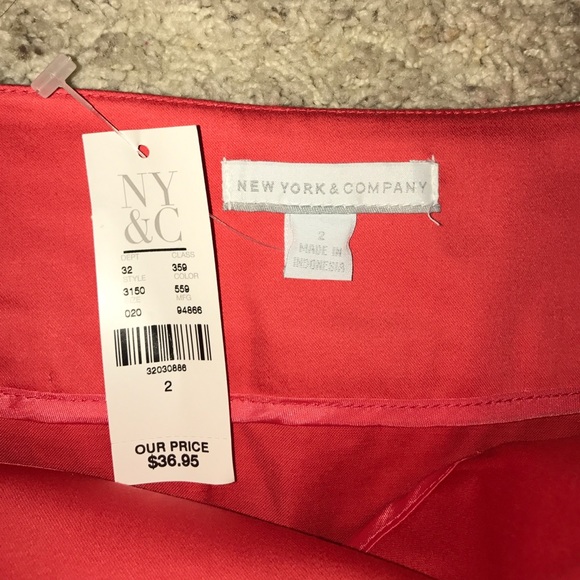 NY
&C
DEPT CLASS
32 359
STYLE COLOR
3150 559
MFG
020 94866
32030886
2
OUR PRICE
$36.95
NEW YORK & COMPANY
2
MADE IN
INDONESIA